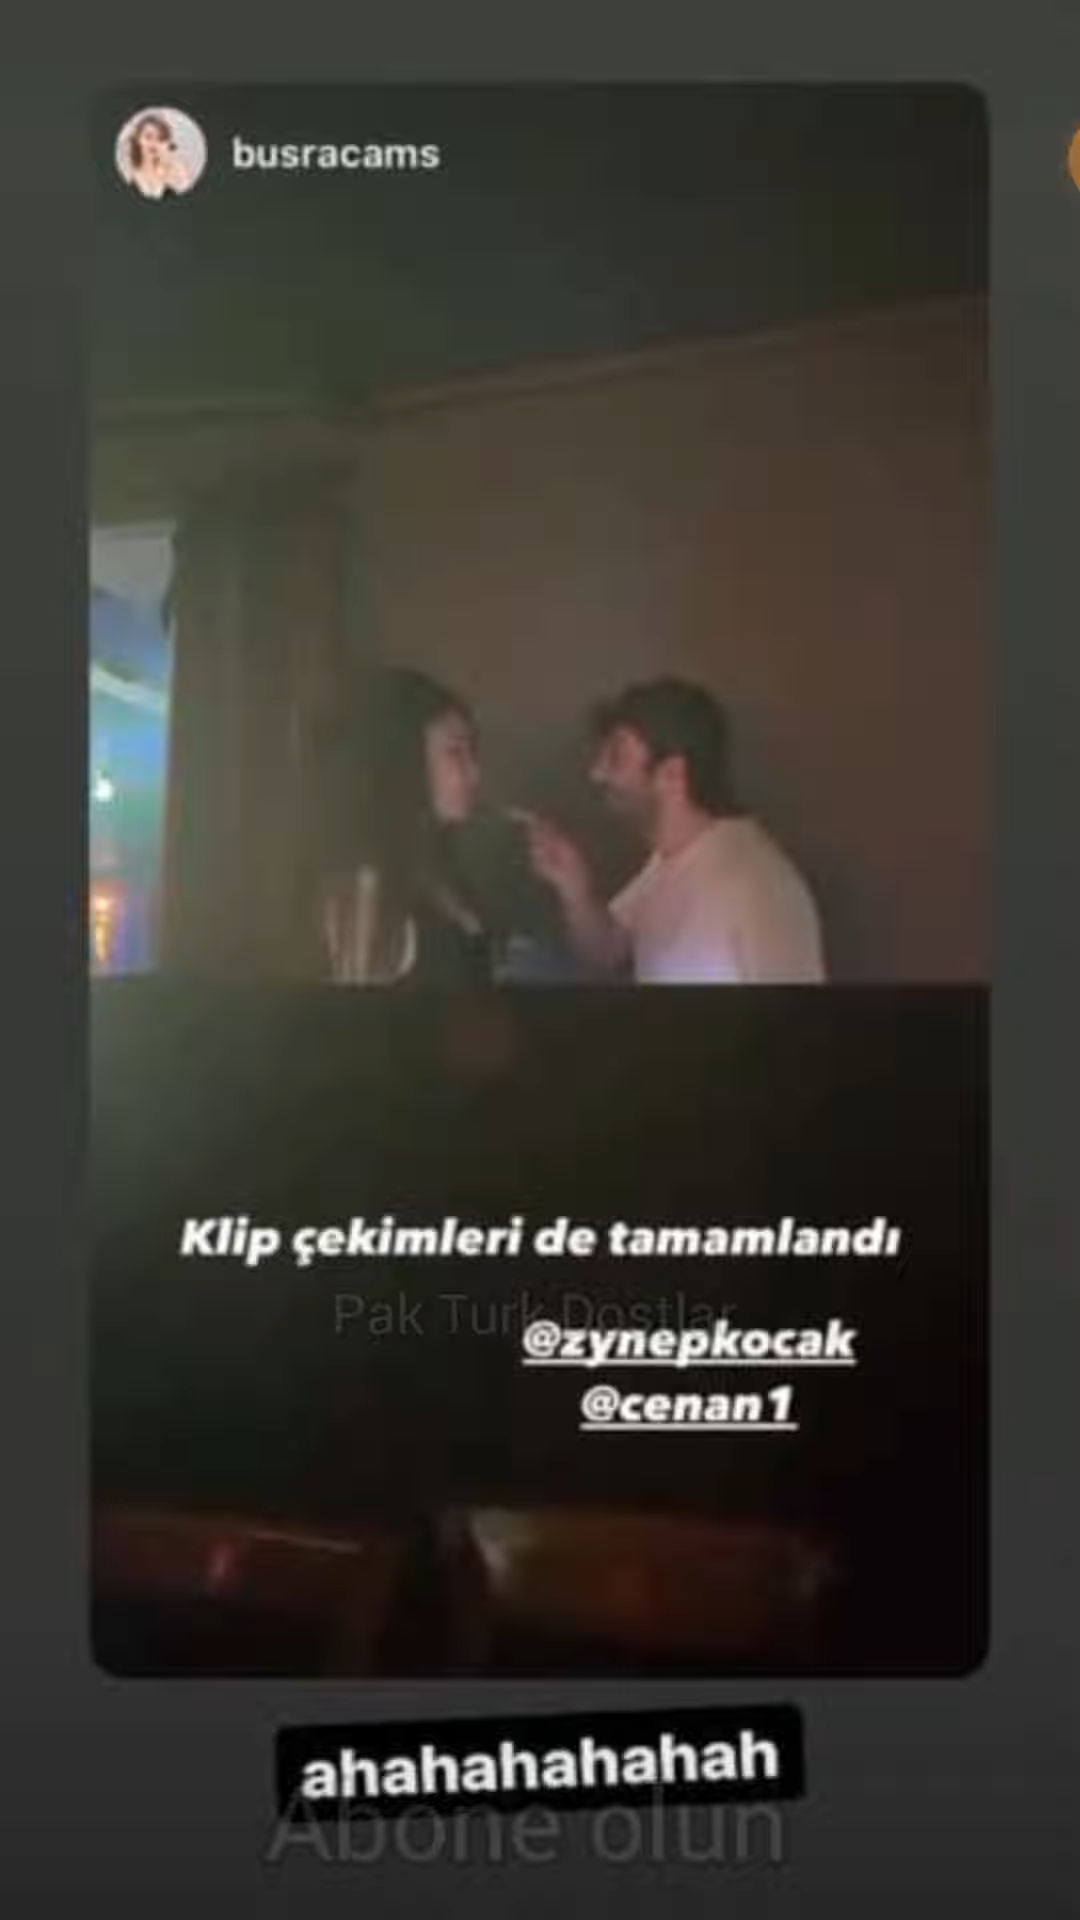 busracams
Klip çekimleri de tamamlandı
Pak Turk Dostlar
@zynepkocak
@cenan1
ahahahahahah
Abone olun